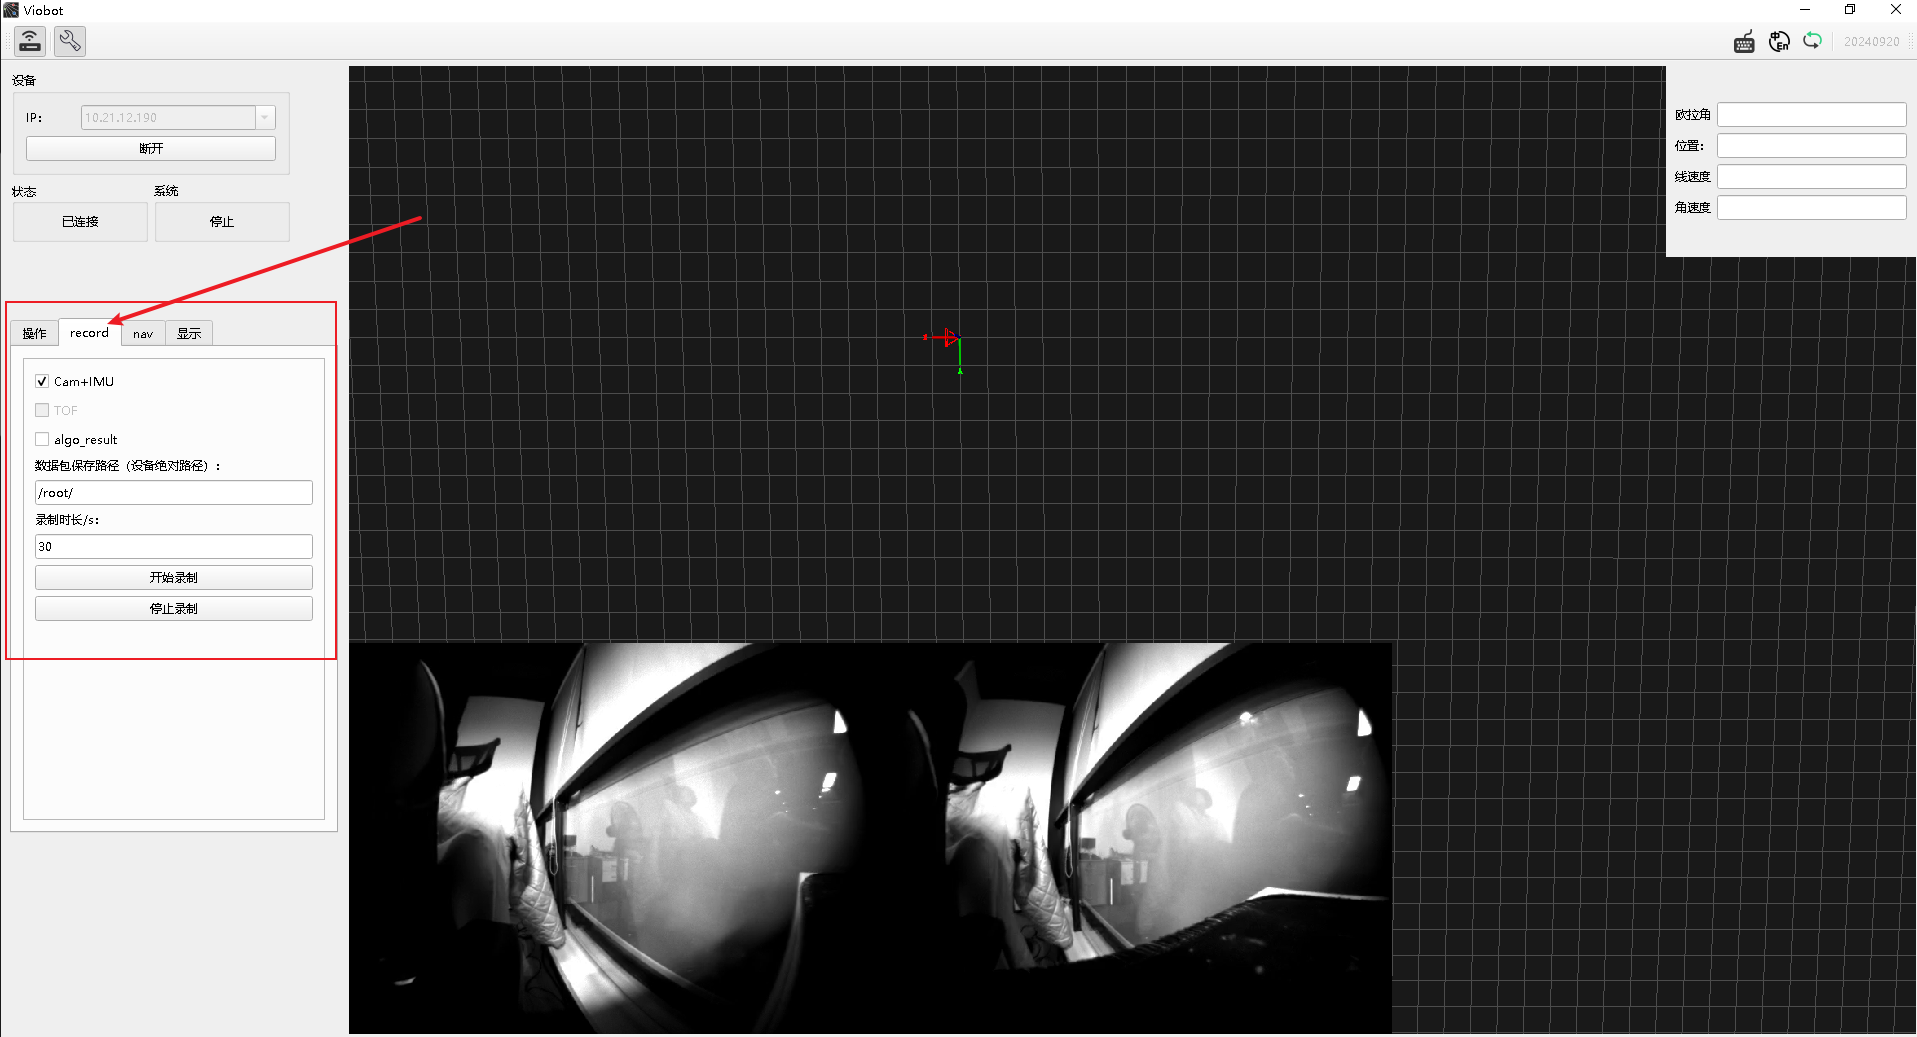 Viobot
20240920
设备
IP:
10.21.12.190
断开
状态
系统
已连接
停止
操作
record
nav
显示
Cam+IMU
TOF
algo_result
数据包保存路径（设备绝对路径）：
/root/
录制时长/s:
30
开始录制
停止录制
欧拉角
位置:
线速度
角速度